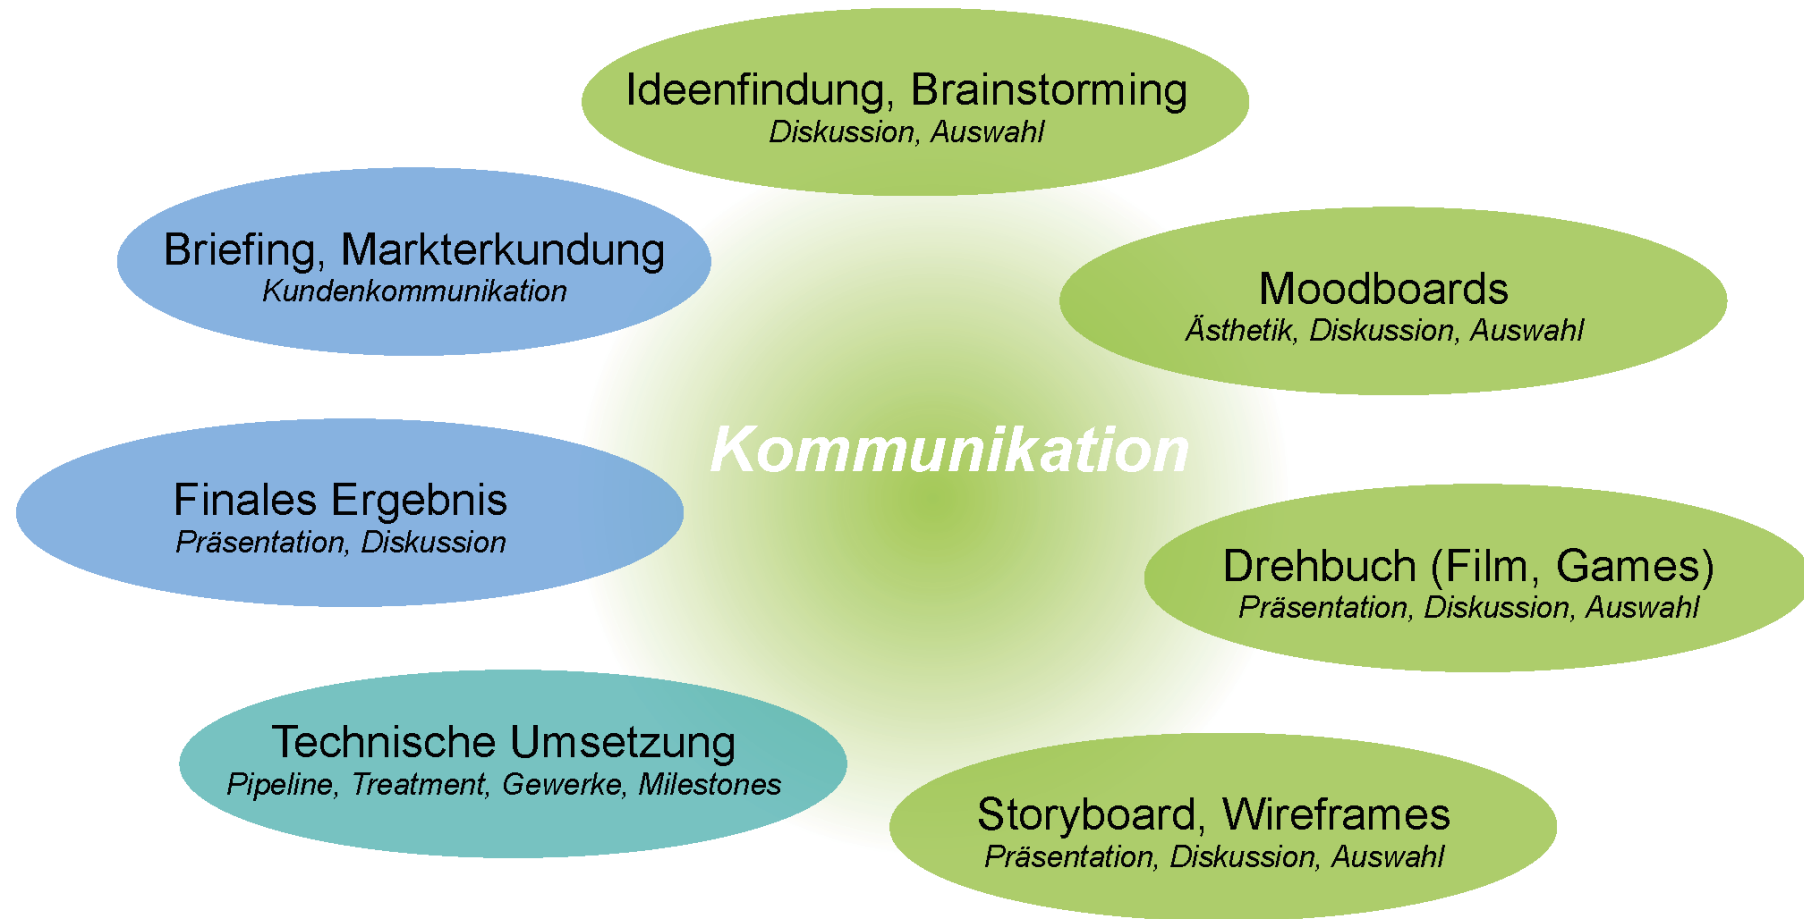 Ideenfindung, Brainstorming
Diskussion, Auswahl
Briefing, Markterkundung
Kundenkommunikation
Moodboards
Ästhetik, Diskussion, Auswahl
Kommunikation
Finales Ergebnis
Präsentation, Diskussion
Drehbuch (Film, Games)
Präsentation, Diskussion, Auswahl
Technische Umsetzung
Pipeline, Treatment, Gewerke, Milestones
Storyboard, Wireframes
Präsentation, Diskussion, Auswahl